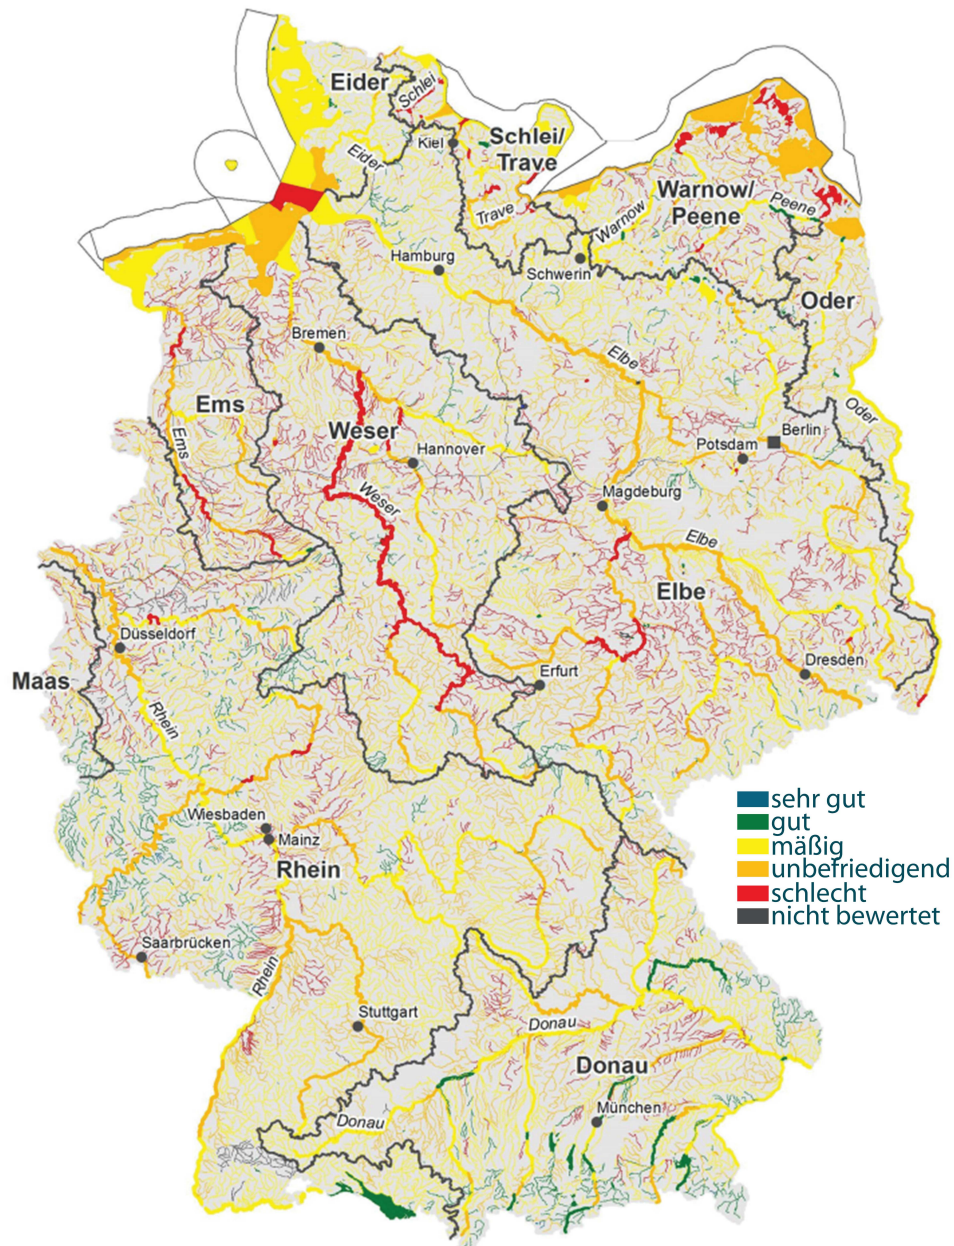 Eider
Schlei
Schlei/
Trave
Kiel
Eider
Warnow/
Peene
Peene
Trave
Warnow
Hamburg
Schwerin
Oder
Bremen
Elbe
Ems
Oder
Weser
Berlin
Ems
Hannover
Potsdam
Weser
Magdeburg
Elbe
Elbe
Düsseldorf
Maas
Erfurt
Dresden
Rhein
sehr gut
gut
mäßig
unbefriedigend
schlecht
nicht bewertet
Wiesbaden
Mainz
Rhein
Saarbrücken
Rhein
Stuttgart
Donau
Donau
München
Donau